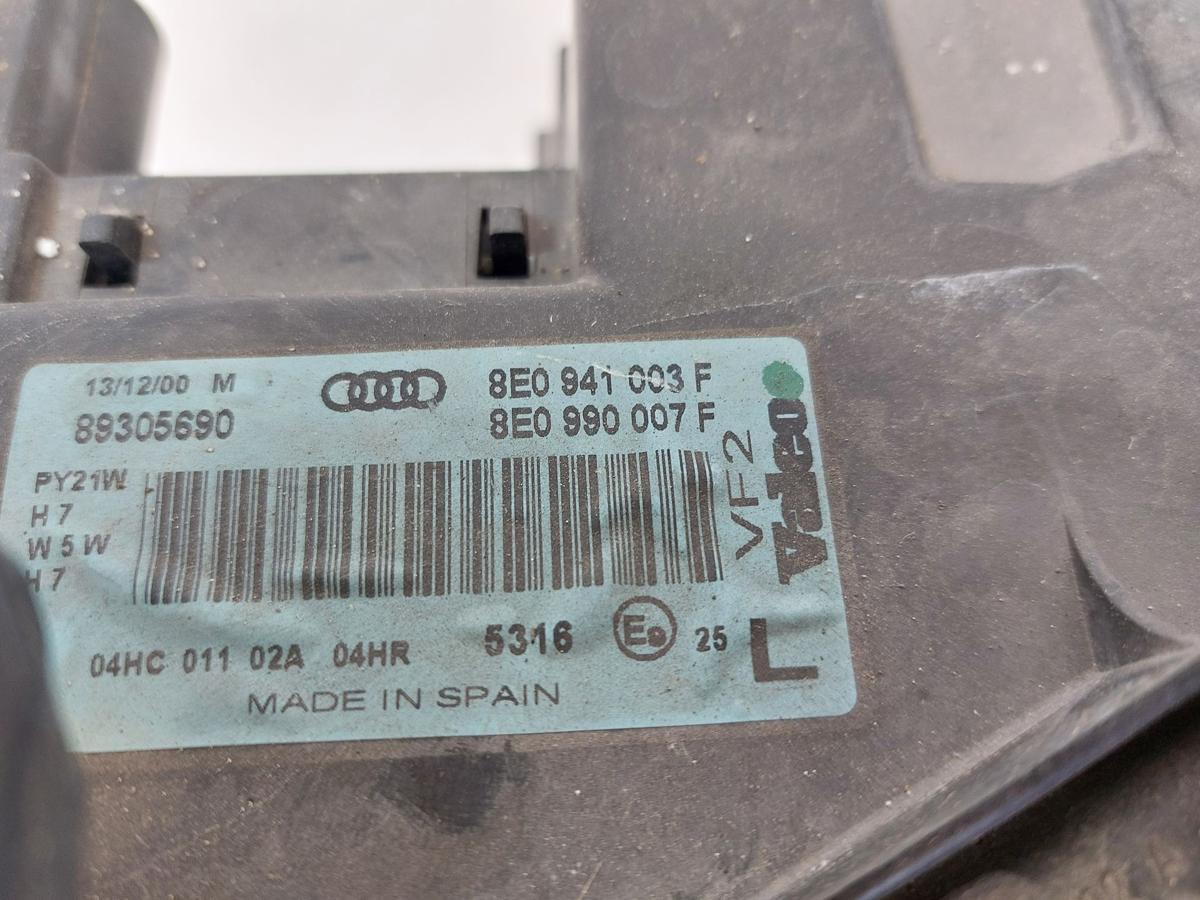 13/12/00 M
8E0 941 003 F
89305690
8E0 990 007 F
PY21W
H7
W5W
H7
VF2
Valeo
04HC 011 02A 04HR
5316
25
L
MADE IN SPAIN